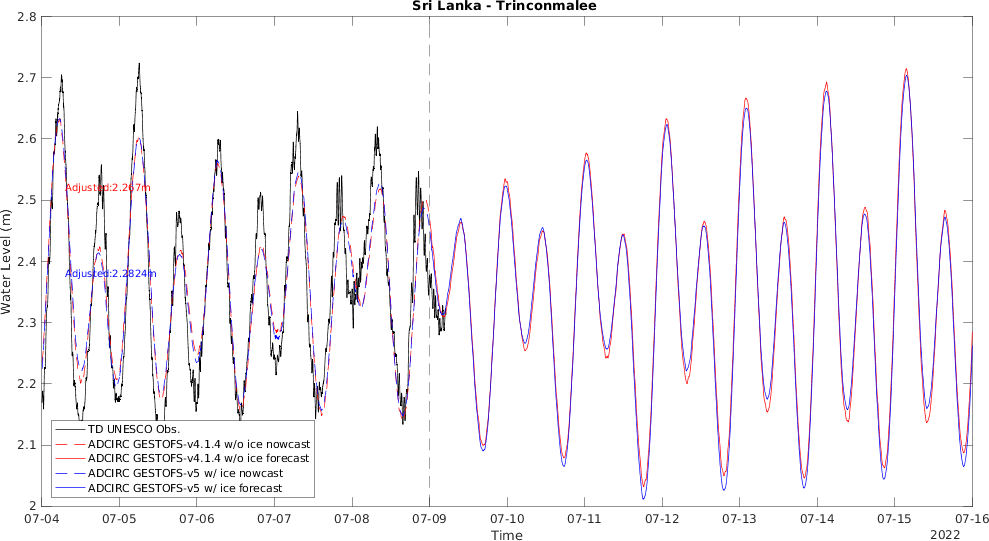 Sri Lanka - Trinconmalee
Water Level (m)
2.8
2.7
2.6
2.5
2.4
2.3
2.2
2.1
2
Adjusted:2.267m
Adjusted:2.2824m
TD UNESCO Obs.
ADCIRC GESTOFS-v4.1.4 w/o ice nowcast
ADCIRC GESTOFS-v4.1.4 w/o ice forecast
ADCIRC GESTOFS-v5 w/ ice nowcast
ADCIRC GESTOFS-v5 w/ ice forecast
07-04 07-05 07-06 07-07 07-08 07-09 07-10 07-11 07-12 07-13 07-14 07-15 07-16
Time
2022